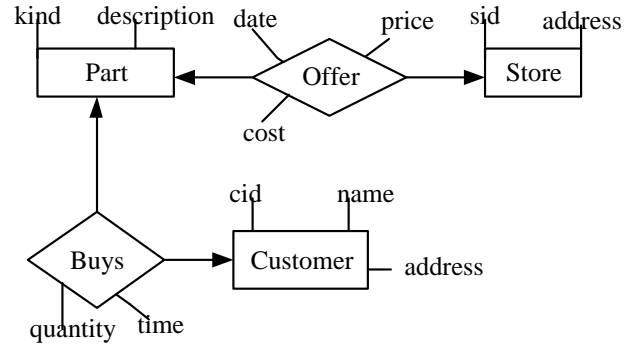 kind description date price sid address
Part Offer Store
cost
cid name
Buys Customer address
quantity time